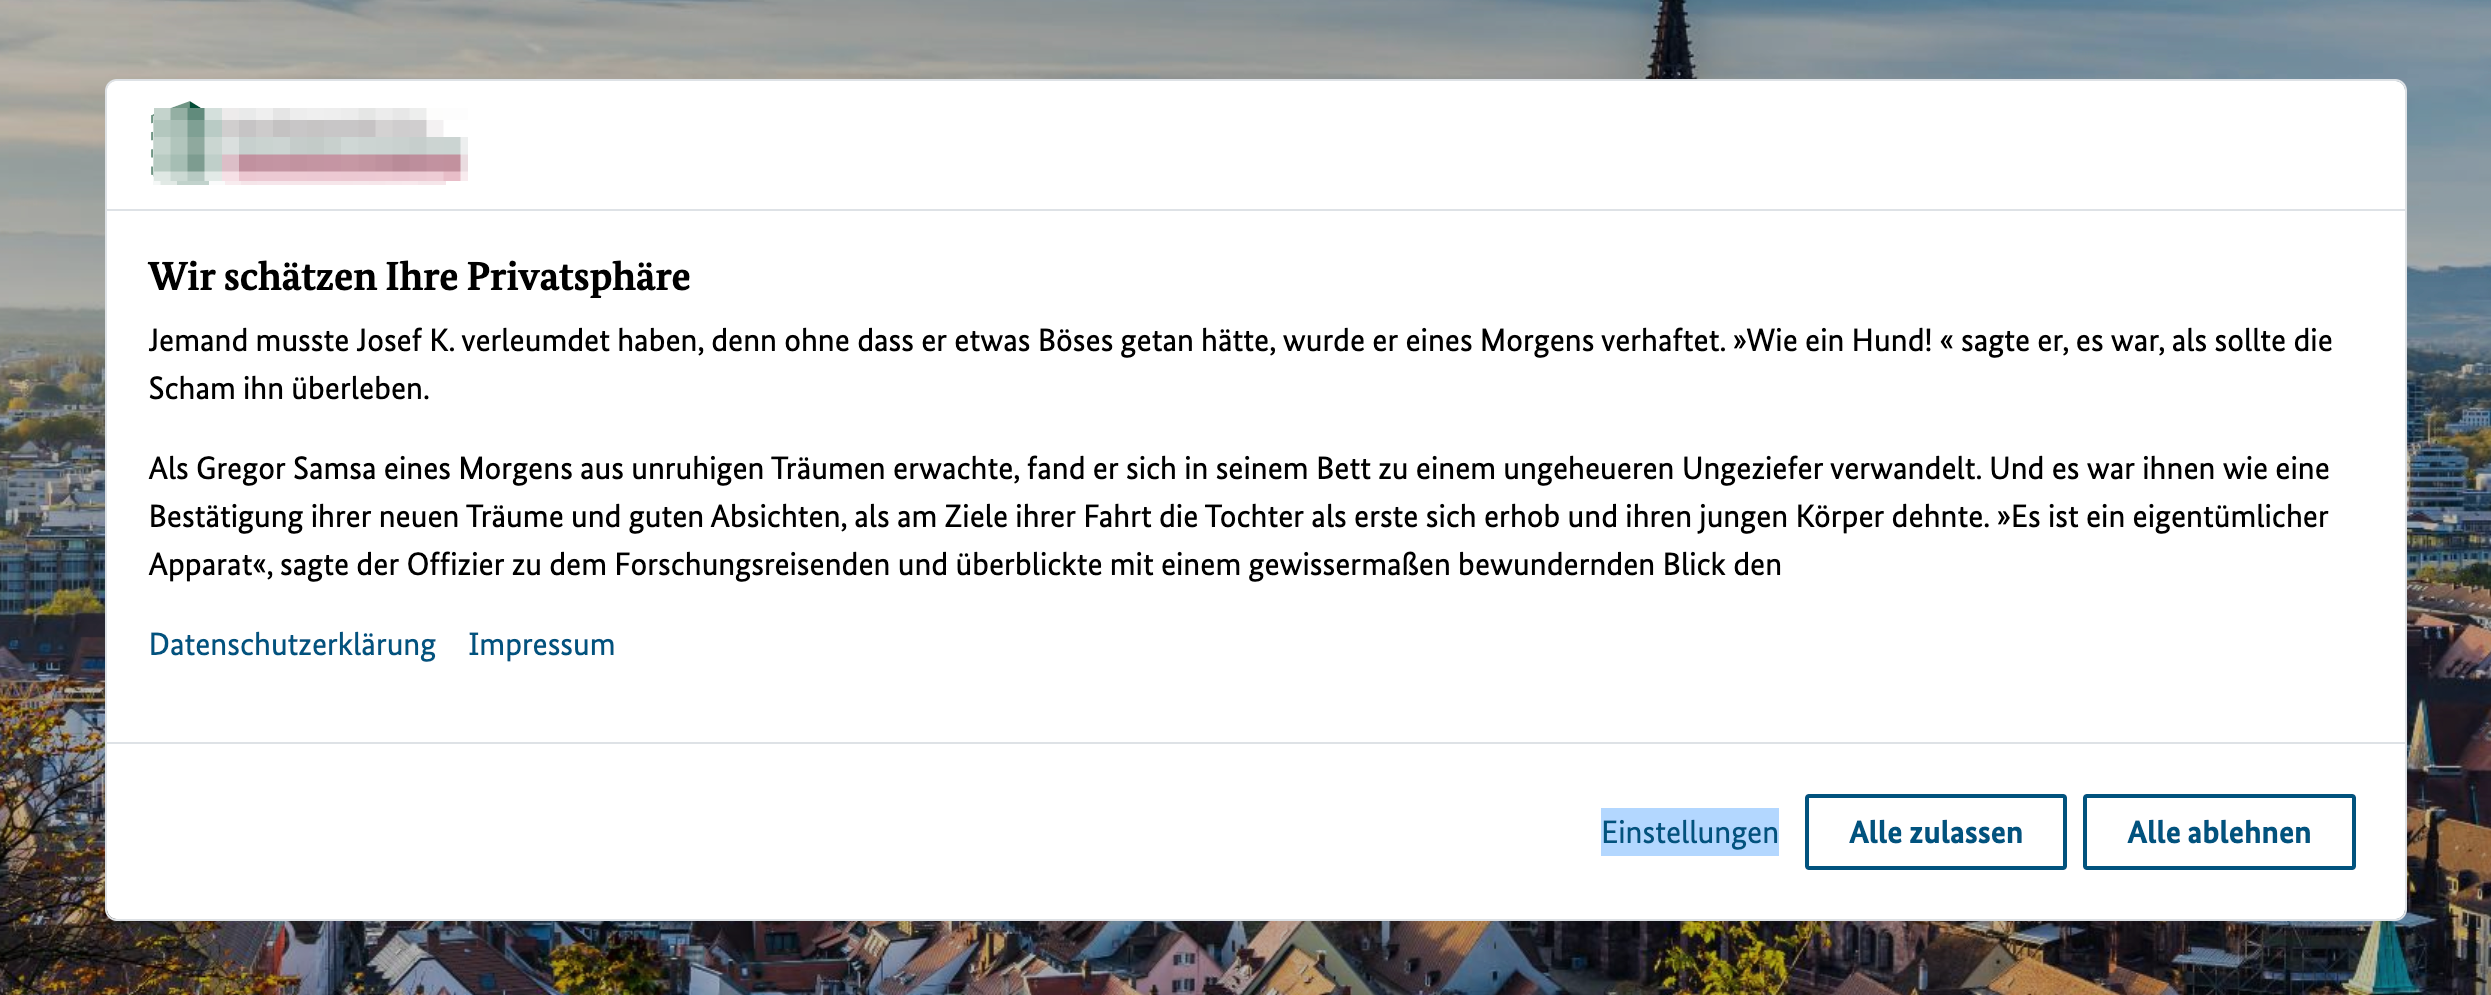 Wir schätzen Ihre Privatsphäre
Jemand musste Josef K. verleumdet haben, denn ohne dass er etwas Böses getan hätte, wurde er eines Morgens verhaftet. »Wie ein Hund! « sagte er, es war, als sollte die
Scham ihn überleben.
Als Gregor Samsa eines Morgens aus unruhigen Träumen erwachte, fand er sich in seinem Bett zu einem ungeheueren Ungeziefer verwandelt. Und es war ihnen wie eine
Bestätigung ihrer neuen Träume und guten Absichten, als am Ziele ihrer Fahrt die Tochter als erste sich erhob und ihren jungen Körper dehnte. »Es ist ein eigentümlicher
Apparat«, sagte der Offizier zu dem Forschungsreisenden und überblickte mit einem gewissermaßen bewundernden Blick den
Datenschutzerklärung Impressum
Einstellungen Alle zulassen Alle ablehnen